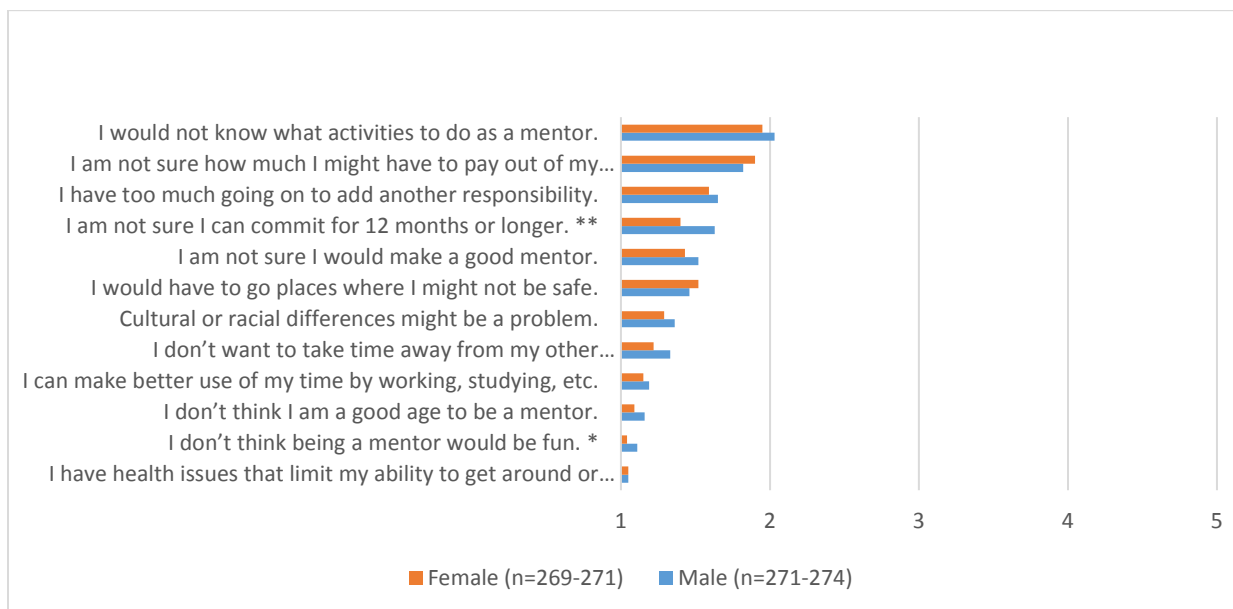 I would not know what activities to do as a mentor.
I am not sure how much I might have to pay out of my…
I have too much going on to add another responsibility.
I am not sure I can commit for 12 months or longer. **
I am not sure I would make a good mentor.
I would have to go places where I might not be safe.
Cultural or racial differences might be a problem.
I don’t want to take time away from my other…
I can make better use of my time by working, studying, etc.
I don’t think I am a good age to be a mentor.
I don’t think being a mentor would be fun. *
I have health issues that limit my ability to get around or…
1 2 3 4 5
Female (n=269-271) Male (n=271-274)